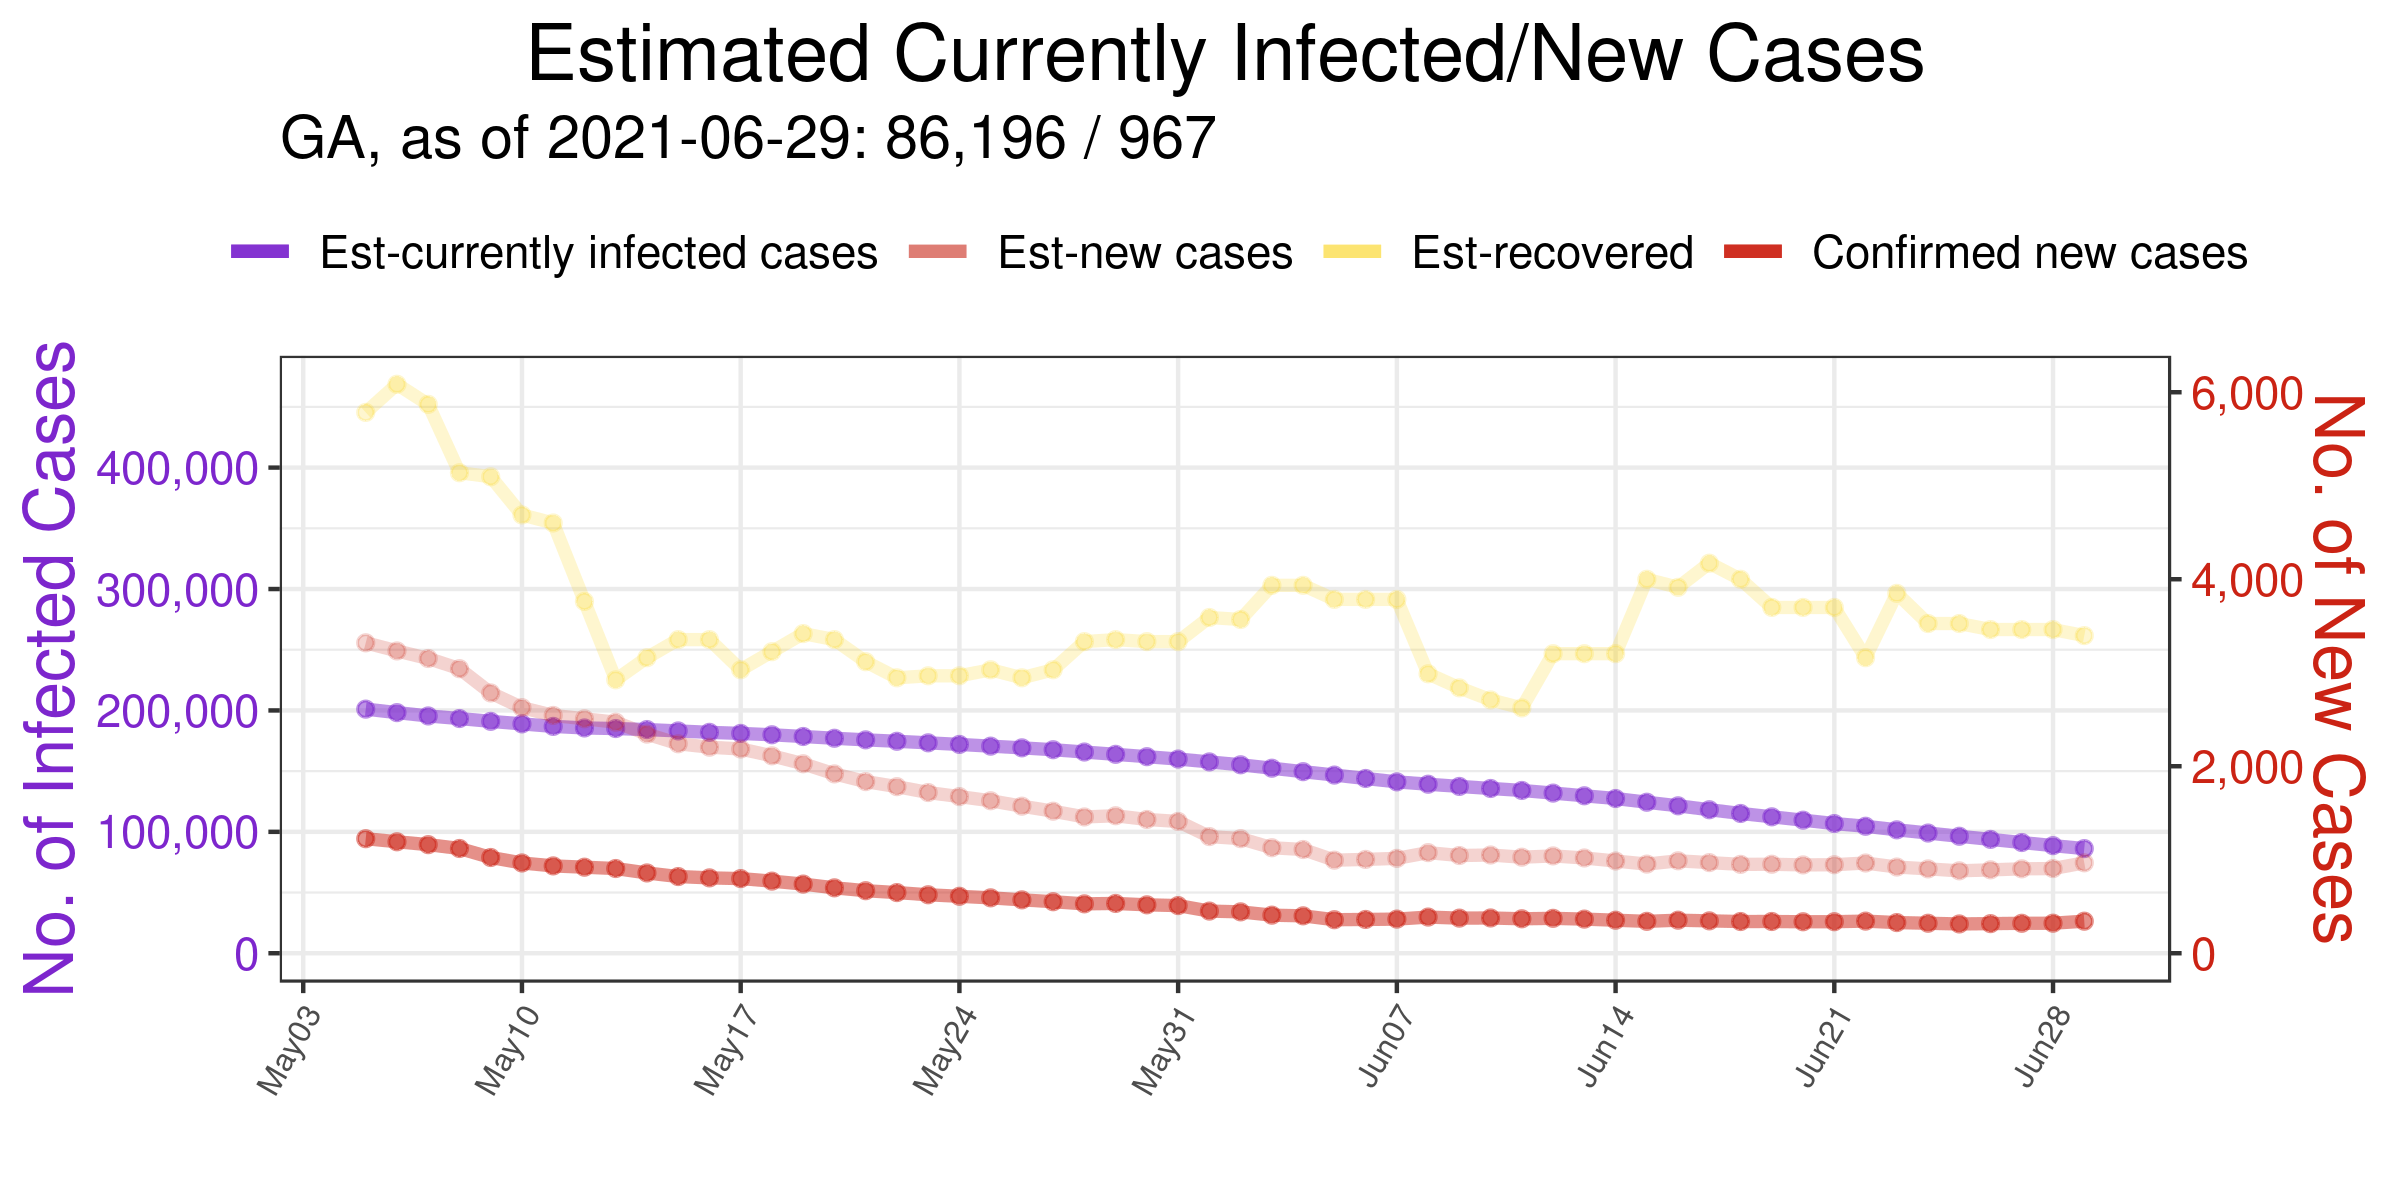 Estimated Currently Infected/New Cases
GA, as of 2021-06-29: 86,196 / 967
Est-currently infected cases Est-new cases Est-recovered Confirmed new cases
No. of Infected Cases
400,000
300,000
200,000
100,000
0
6,000
4,000
2,000
0
No. of New Cases
May03 May10 May17 May24 May31 Jun07 Jun14 Jun21 Jun28